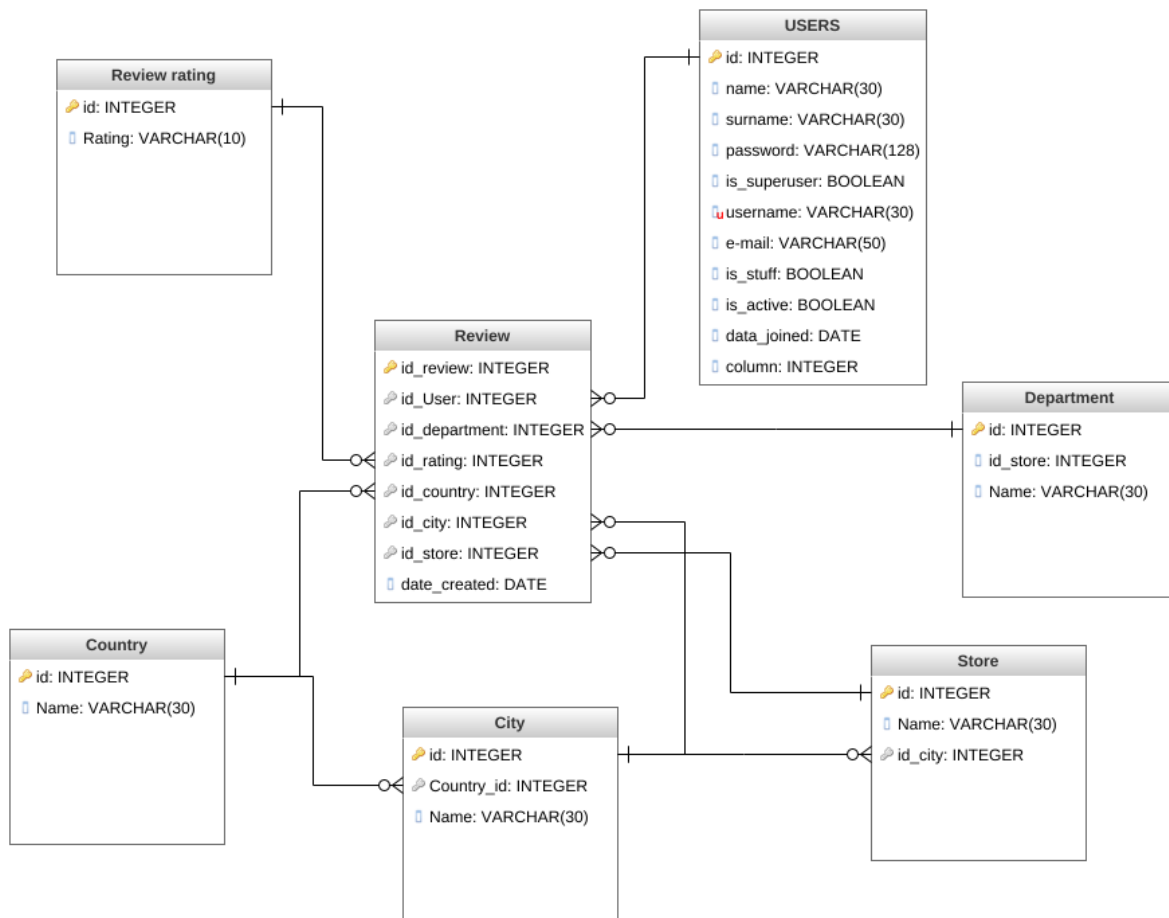 Review rating
id: INTEGER
Rating: VARCHAR(10)
USERS
id: INTEGER
name: VARCHAR(30)
surname: VARCHAR(30)
password: VARCHAR(128)
is_superuser: BOOLEAN
username: VARCHAR(30)
e-mail: VARCHAR(50)
is_stuff: BOOLEAN
is_active: BOOLEAN
data_joined: DATE
column: INTEGER
Review
id_review: INTEGER
id_User: INTEGER
id_department: INTEGER
id_rating: INTEGER
id_country: INTEGER
id_city: INTEGER
id_store: INTEGER
date_created: DATE
Department
id: INTEGER
id_store: INTEGER
Name: VARCHAR(30)
Country
id: INTEGER
Name: VARCHAR(30)
City
id: INTEGER
Country_id: INTEGER
Name: VARCHAR(30)
Store
id: INTEGER
Name: VARCHAR(30)
id_city: INTEGER